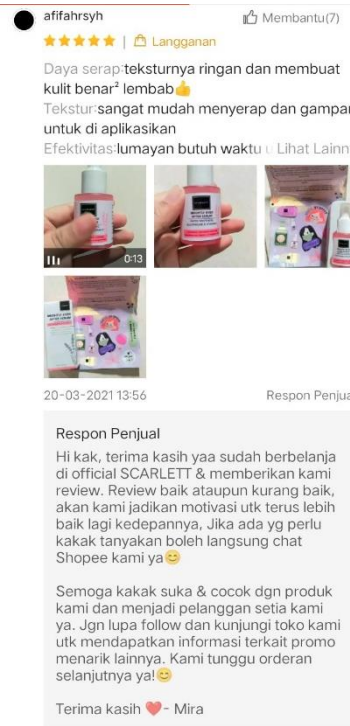 afifahrsyh
Membantu(7)
Langganan
Daya serap:teksturnya ringan dan membuat
kulit benar² lembab👍
Tekstur:sangat mudah menyerap dan gampan
untuk di aplikasikan
Efektivitas:lumayan butuh waktu u Lihat Lainn
0:13
20-03-2021 13:56
Respon Penjua
Respon Penjual
Hi kak, terima kasih yaa sudah berbelanja
di official SCARLETT & memberikan kami
review. Review baik ataupun kurang baik,
akan kami jadikan motivasi utk terus lebih
baik lagi kedepannya, Jika ada yg perlu
kakak tanyakan boleh langsung chat
Shopee kami ya😊
Semoga kakak suka & cocok dgn produk
kami dan menjadi pelanggan setia kami
ya. Jgn lupa follow dan kunjungi toko kami
utk mendapatkan informasi terkait promo
menarik lainnya. Kami tunggu orderan
selanjutnya ya!😊
Terima kasih ❤️- Mira